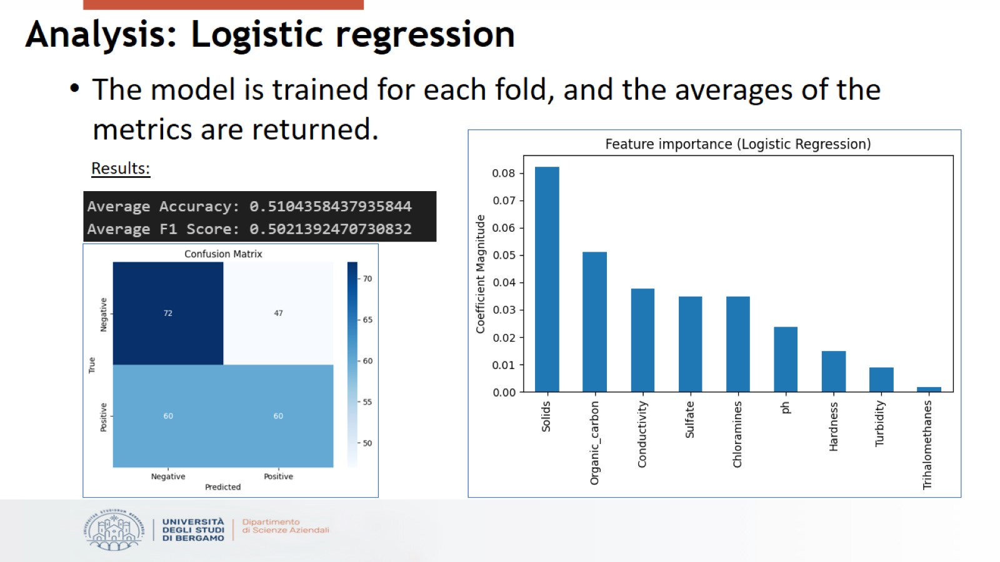 Analysis: Logistic regression
• The model is trained for each fold, and the averages of the
metrics are returned.
Results:
Average Accuracy: 0.5104358437935844
Average F1 Score: 0.5021392470730832
Confusion Matrix
Negative
Positive
True
72
47
60
60
Negative
Positive
Predicted
70
65
60
55
50
Feature importance (Logistic Regression)
Coefficient Magnitude
0.08
0.07
0.06
0.05
0.04
0.03
0.02
0.01
0.00
Solids
Organic_carbon
Conductivity
Sulfate
Chloramines
ph
Hardness
Turbidity
Trihalomethanes
UNIVERSITÀ
DEGLI STUDI
DI BERGAMO
Dipartimento
di Scienze Aziendali